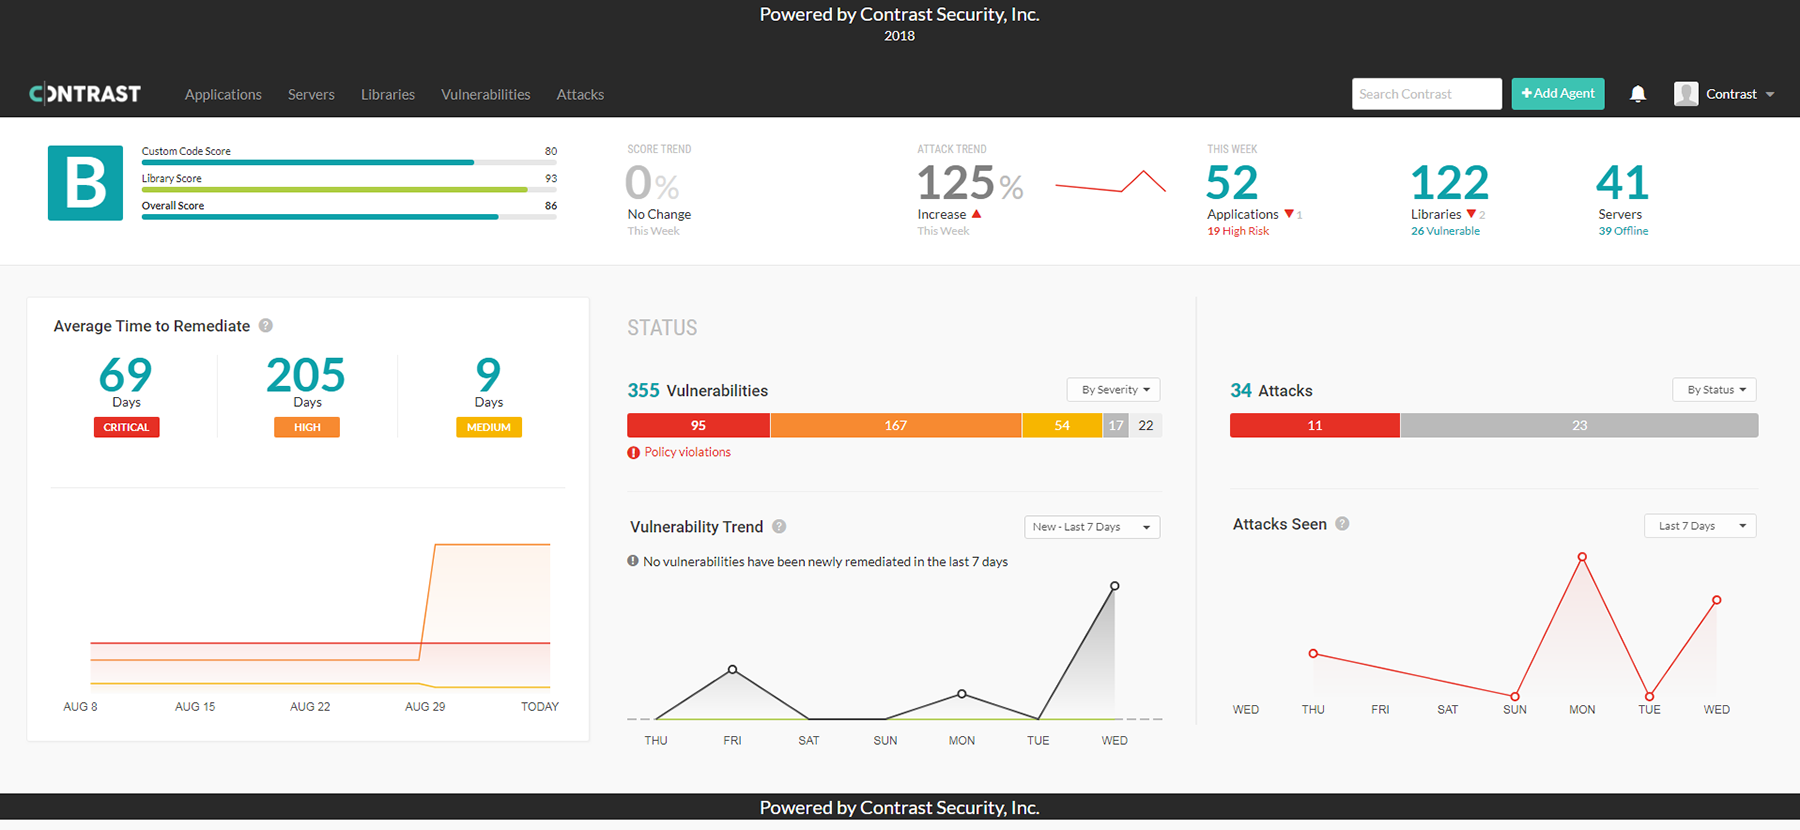 Powered by Contrast Security, Inc.
2018
CONTRAST
Applications
Servers
Libraries
Vulnerabilities
Attacks
Search Contrast
+Add Agent
Contrast
B
Custom Code Score 80
Library Score 93
Overall Score 86
SCORE TREND
0%
No Change
This Week
ATTACK TREND
125%
Increase
This Week
THIS WEEK
52
Applications 1
19 High Risk
122
Libraries 2
26 Vulnerable
41
Servers
39 Offline
Average Time to Remediate ?
69
Days
CRITICAL
205
Days
HIGH
9
Days
MEDIUM
AUG 8 AUG 15 AUG 22 AUG 29 TODAY
STATUS
355 Vulnerabilities
By Severity
95 167 54 17 22
! Policy violations
Vulnerability Trend ?
New - Last 7 Days
! No vulnerabilities have been newly remediated in the last 7 days
THU FRI SAT SUN MON TUE WED
34 Attacks
By Status
11 23
Attacks Seen ?
Last 7 Days
WED THU FRI SAT SUN MON TUE WED
Powered by Contrast Security, Inc.